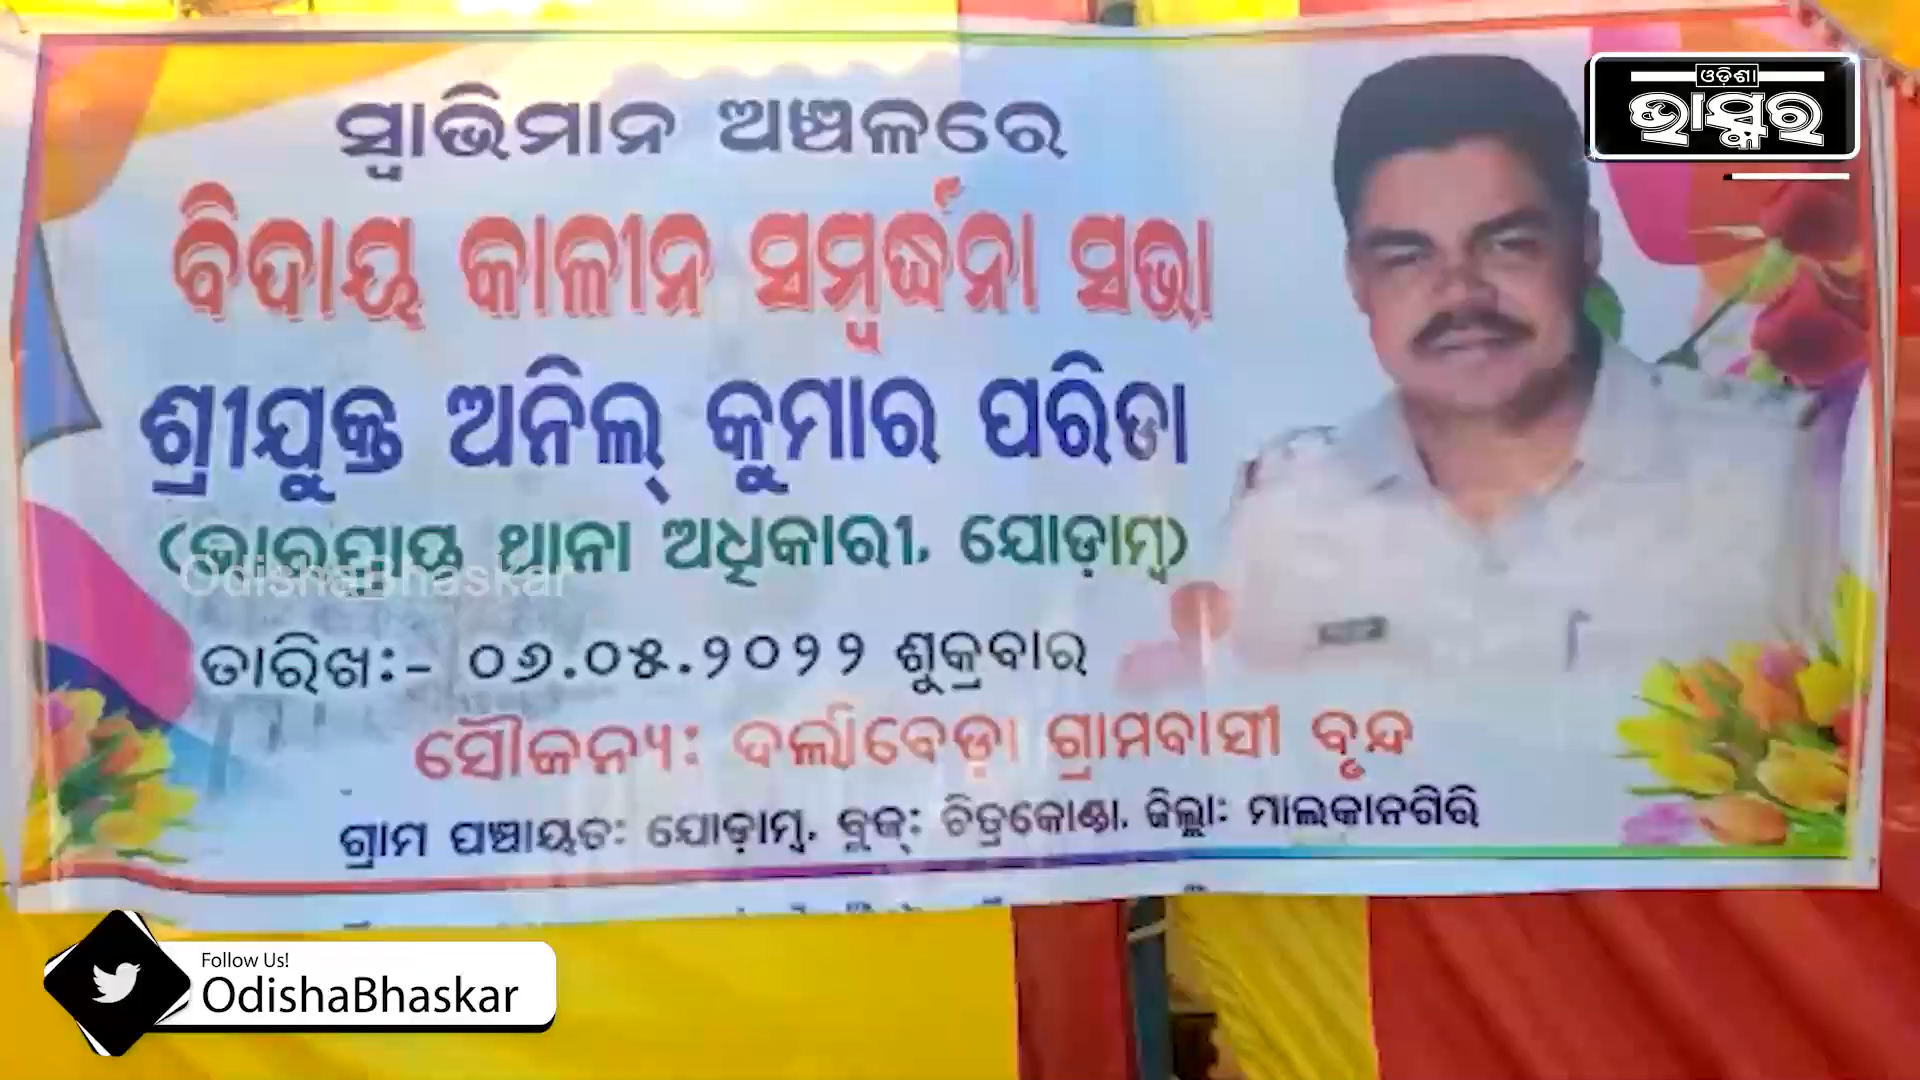 ଓଡ଼ିଶା
ଭାସ୍କର
ସ୍ୱାଭିମାନ ଅଞ୍ଚଳରେ
ବିଦାୟ କାଳୀନ ସମ୍ବର୍ଦ୍ଧନା ସଭା
ଶ୍ରୀଯୁକ୍ତ ଅନିଲ୍ କୁମାର ପରିଡା
(ଭାରପ୍ରାପ୍ତ ଥାନା ଅଧିକାରୀ, ଯୋଡ଼ାମ୍ବ)
OdishaBhaskar
ତାରିଖ:- ୦୬.୦୫.୨୦୨୨ ଶୁକ୍ରବାର
ସୌଜନ୍ୟ: ଦର୍ଲାବେଡ଼ା ଗ୍ରାମବାସୀ ବୃନ୍ଦ
ଗ୍ରାମ ପଞ୍ଚାୟତ: ଯୋଡ଼ାମ୍ବ, ବ୍ଲକ୍: ଚିତ୍ରକୋଣ୍ଡା, ଜିଲ୍ଲା: ମାଲକାନଗିରି
Follow Us!
OdishaBhaskar